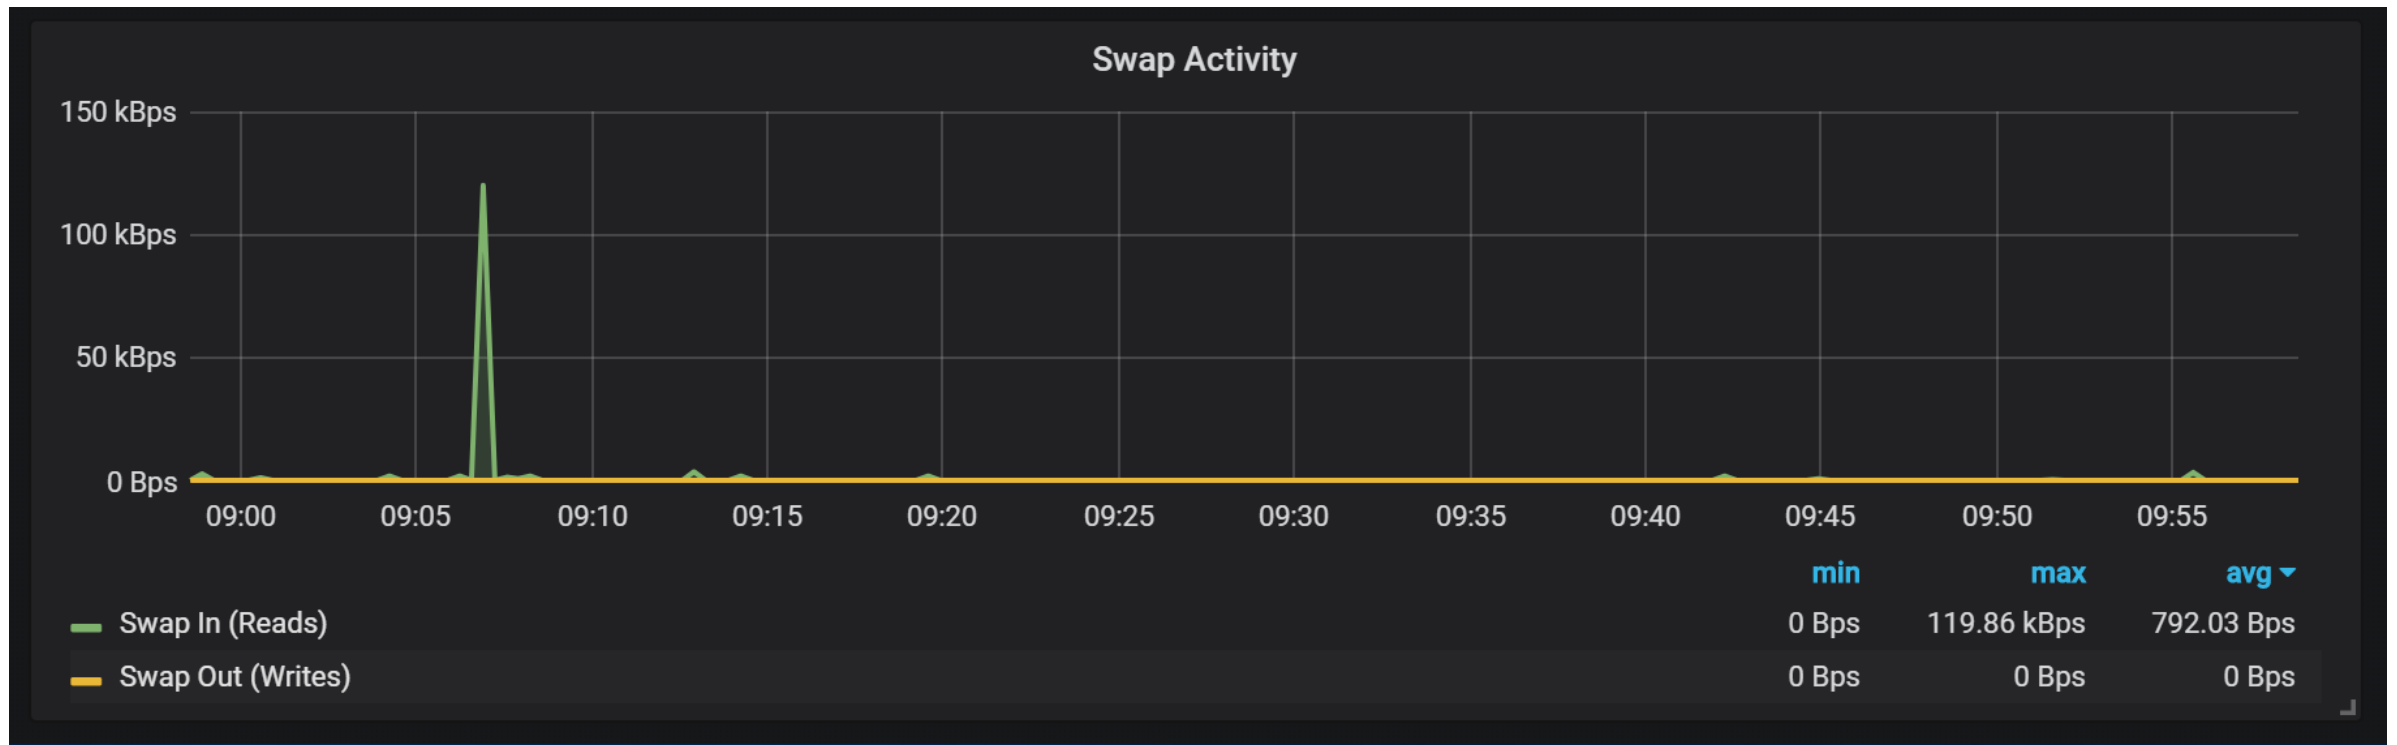 Swap Activity
150 kBps
100 kBps
50 kBps
0 Bps
09:00 09:05 09:10 09:15 09:20 09:25 09:30 09:35 09:40 09:45 09:50 09:55
min max avg
Swap In (Reads) 0 Bps 119.86 kBps 792.03 Bps
Swap Out (Writes) 0 Bps 0 Bps 0 Bps